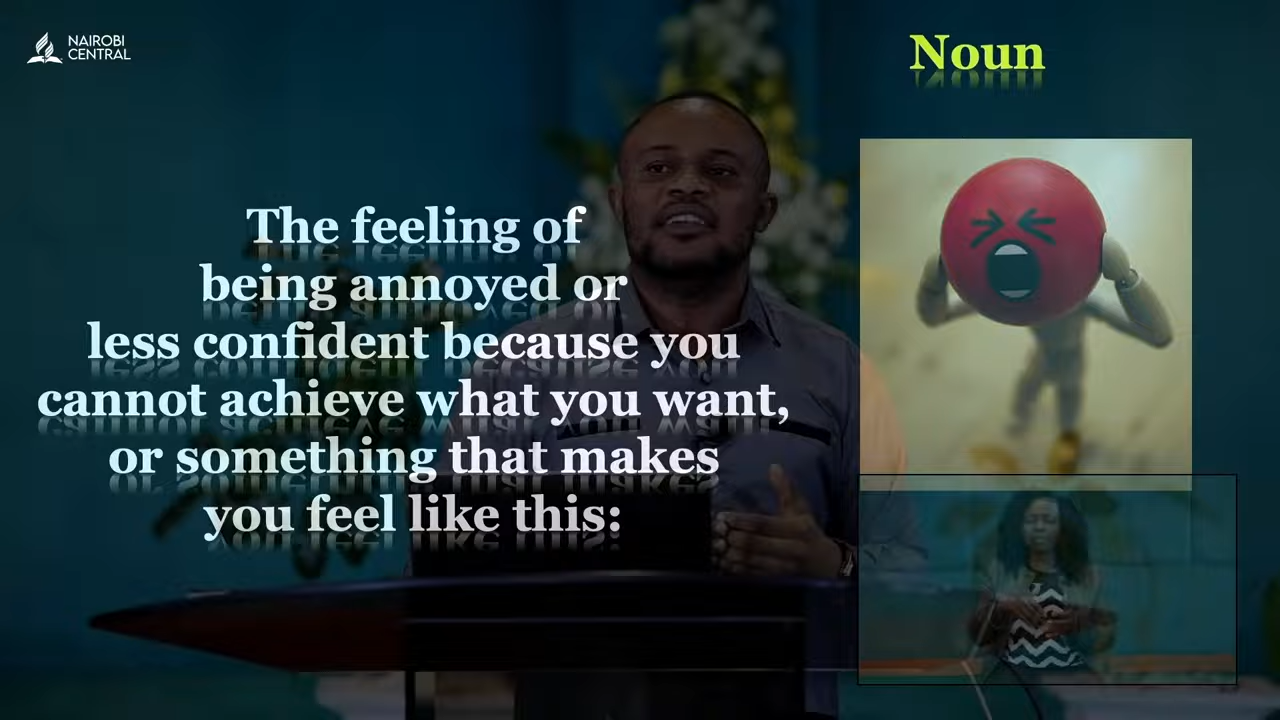 NAIROBI
CENTRAL
Noun
The feeling of
being annoyed or
less confident because you
cannot achieve what you want,
or something that makes
you feel like this: